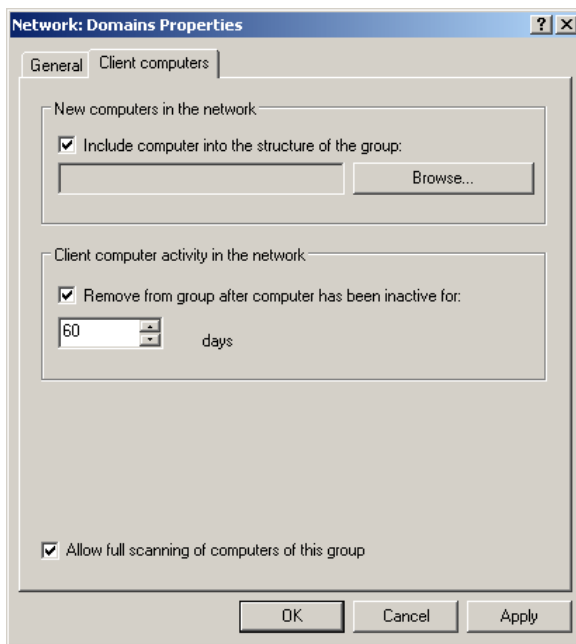 Network: Domains Properties
General
Client computers
New computers in the network
Include computer into the structure of the group:
Browse...
Client computer activity in the network
Remove from group after computer has been inactive for:
60
days
Allow full scanning of computers of this group
OK
Cancel
Apply